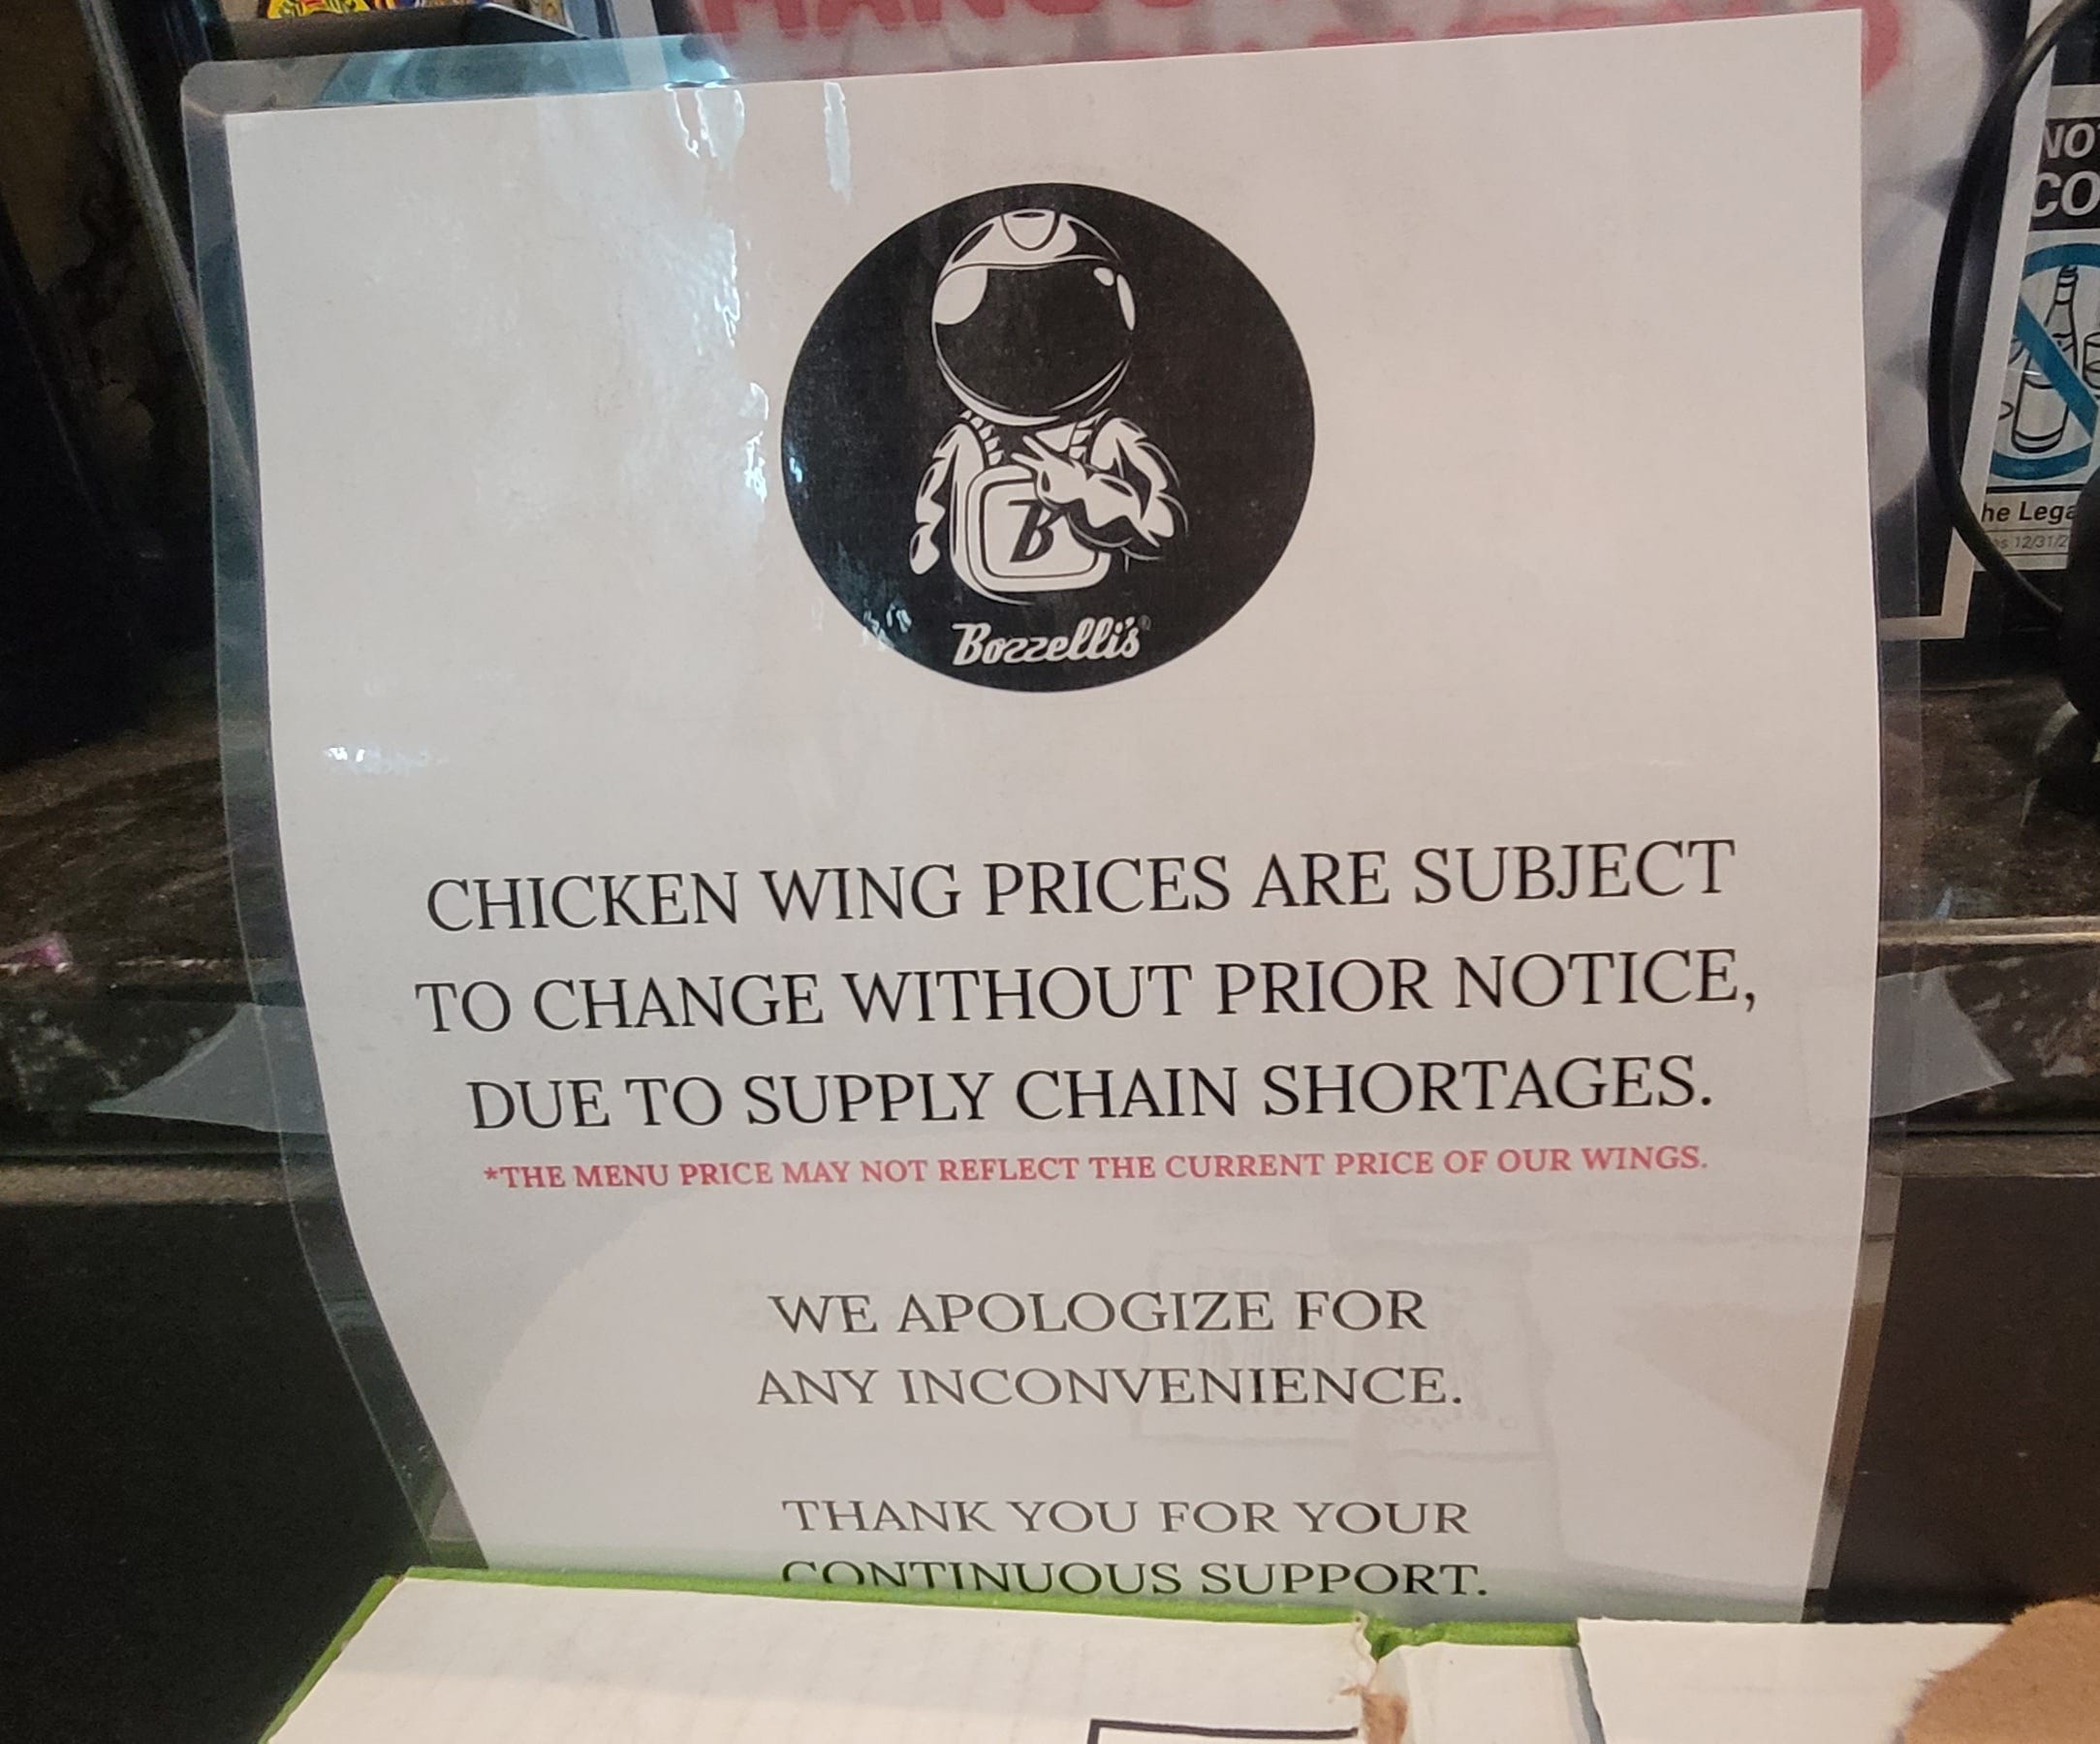 B
Bozzelli's®
CHICKEN WING PRICES ARE SUBJECT
TO CHANGE WITHOUT PRIOR NOTICE,
DUE TO SUPPLY CHAIN SHORTAGES.
*THE MENU PRICE MAY NOT REFLECT THE CURRENT PRICE OF OUR WINGS.
WE APOLOGIZE FOR
ANY INCONVENIENCE.
THANK YOU FOR YOUR
CONTINUOUS SUPPORT.